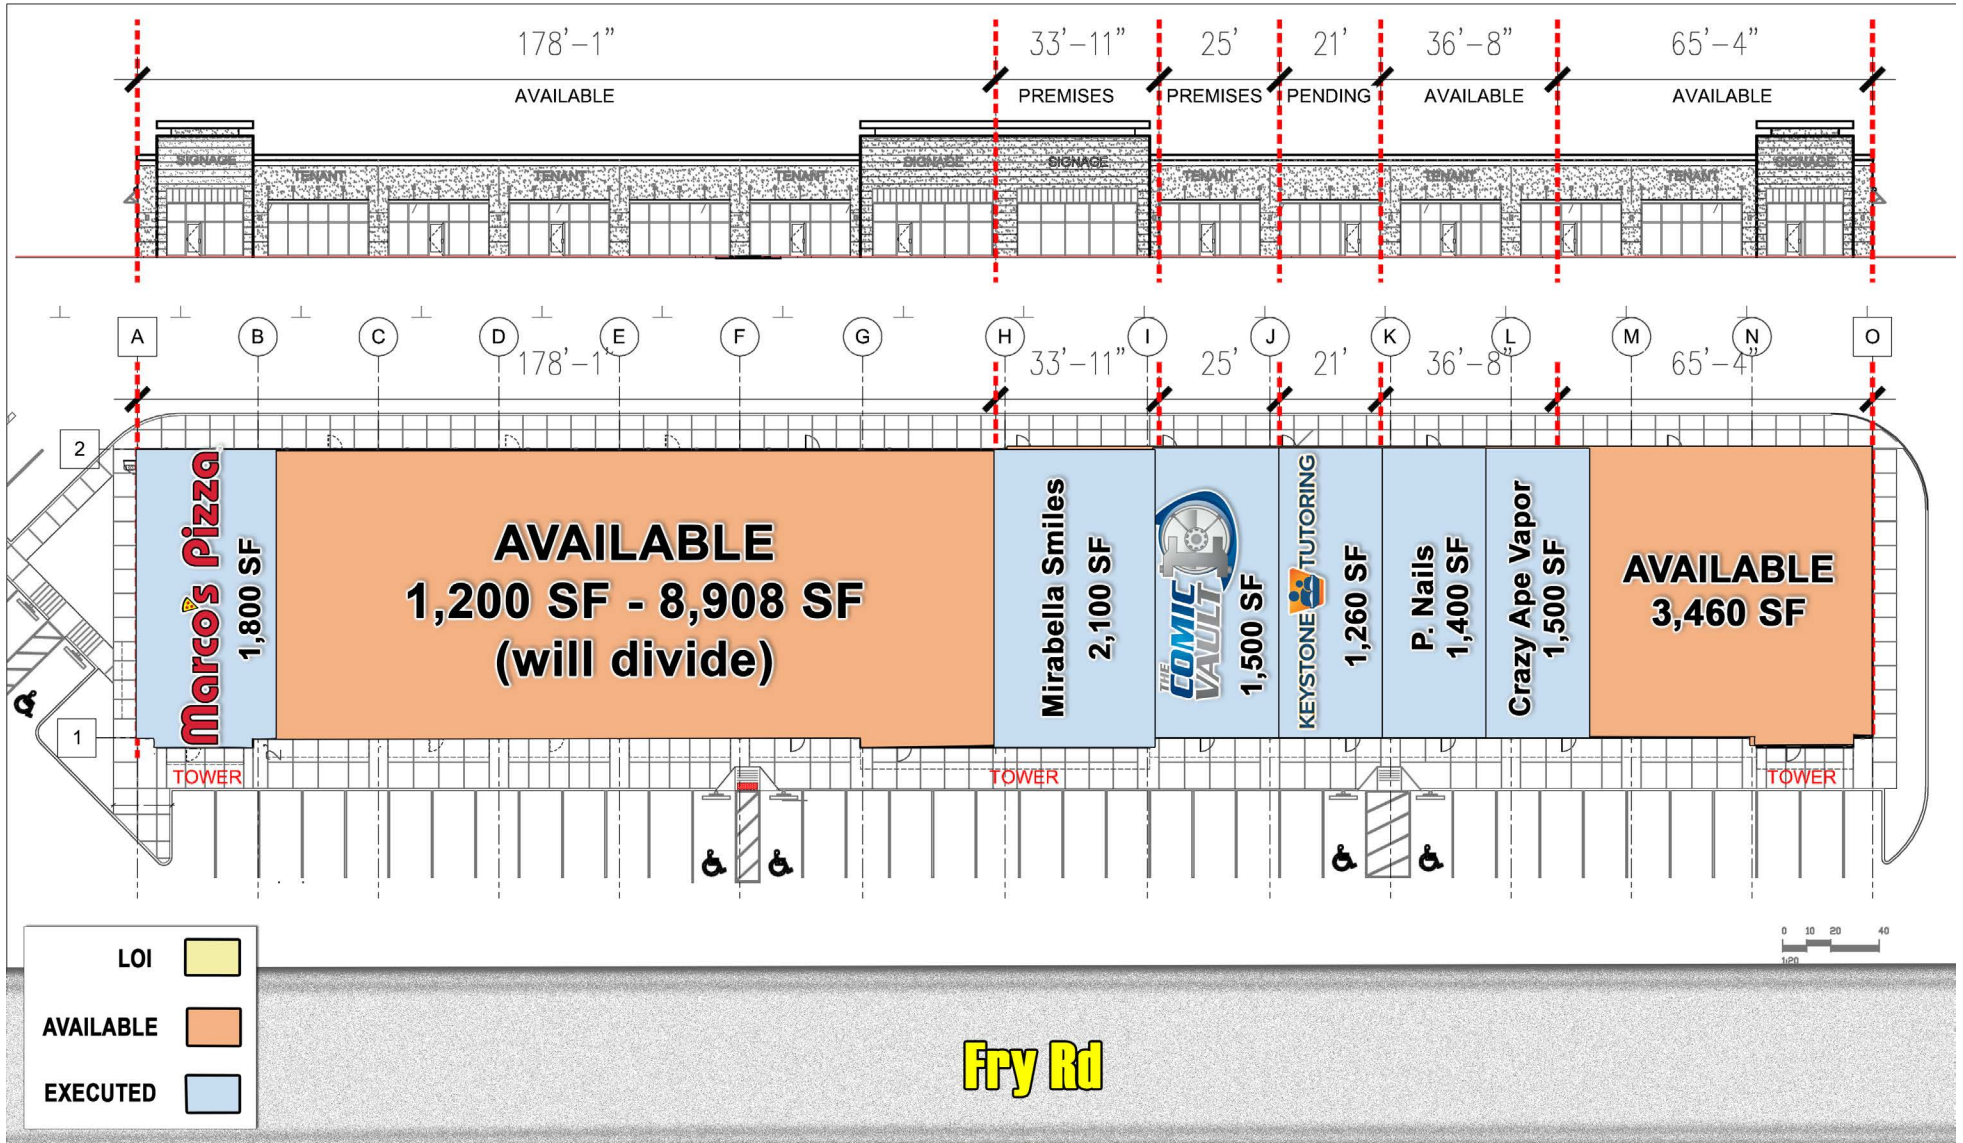 178'-1" 33'-11" 25' 21' 36'-8" 65'-4"
AVAILABLE PREMISES PREMISES PENDING AVAILABLE AVAILABLE
SIGNAGE SIGNAGE SIGNAGE SIGNAGE
TENANT TENANT TENANT TENANT TENANT TENANT
A B C D E F G H I J K L M N O
178'-1" 33'-11" 25' 21' 36'-8" 65'-4"
2
1
Marco's Pizza
1,800 SF
AVAILABLE
1,200 SF - 8,908 SF
(will divide)
Mirabella Smiles
2,100 SF
THE
COMIC
VAULT
1,500 SF
KEYSTONE TUTORING
1,260 SF
P. Nails
1,400 SF
Crazy Ape Vapor
1,500 SF
AVAILABLE
3,460 SF
2
TOWER TOWER TOWER
0 10 20 40
1:20
LOI
AVAILABLE
EXECUTED
Fry Rd